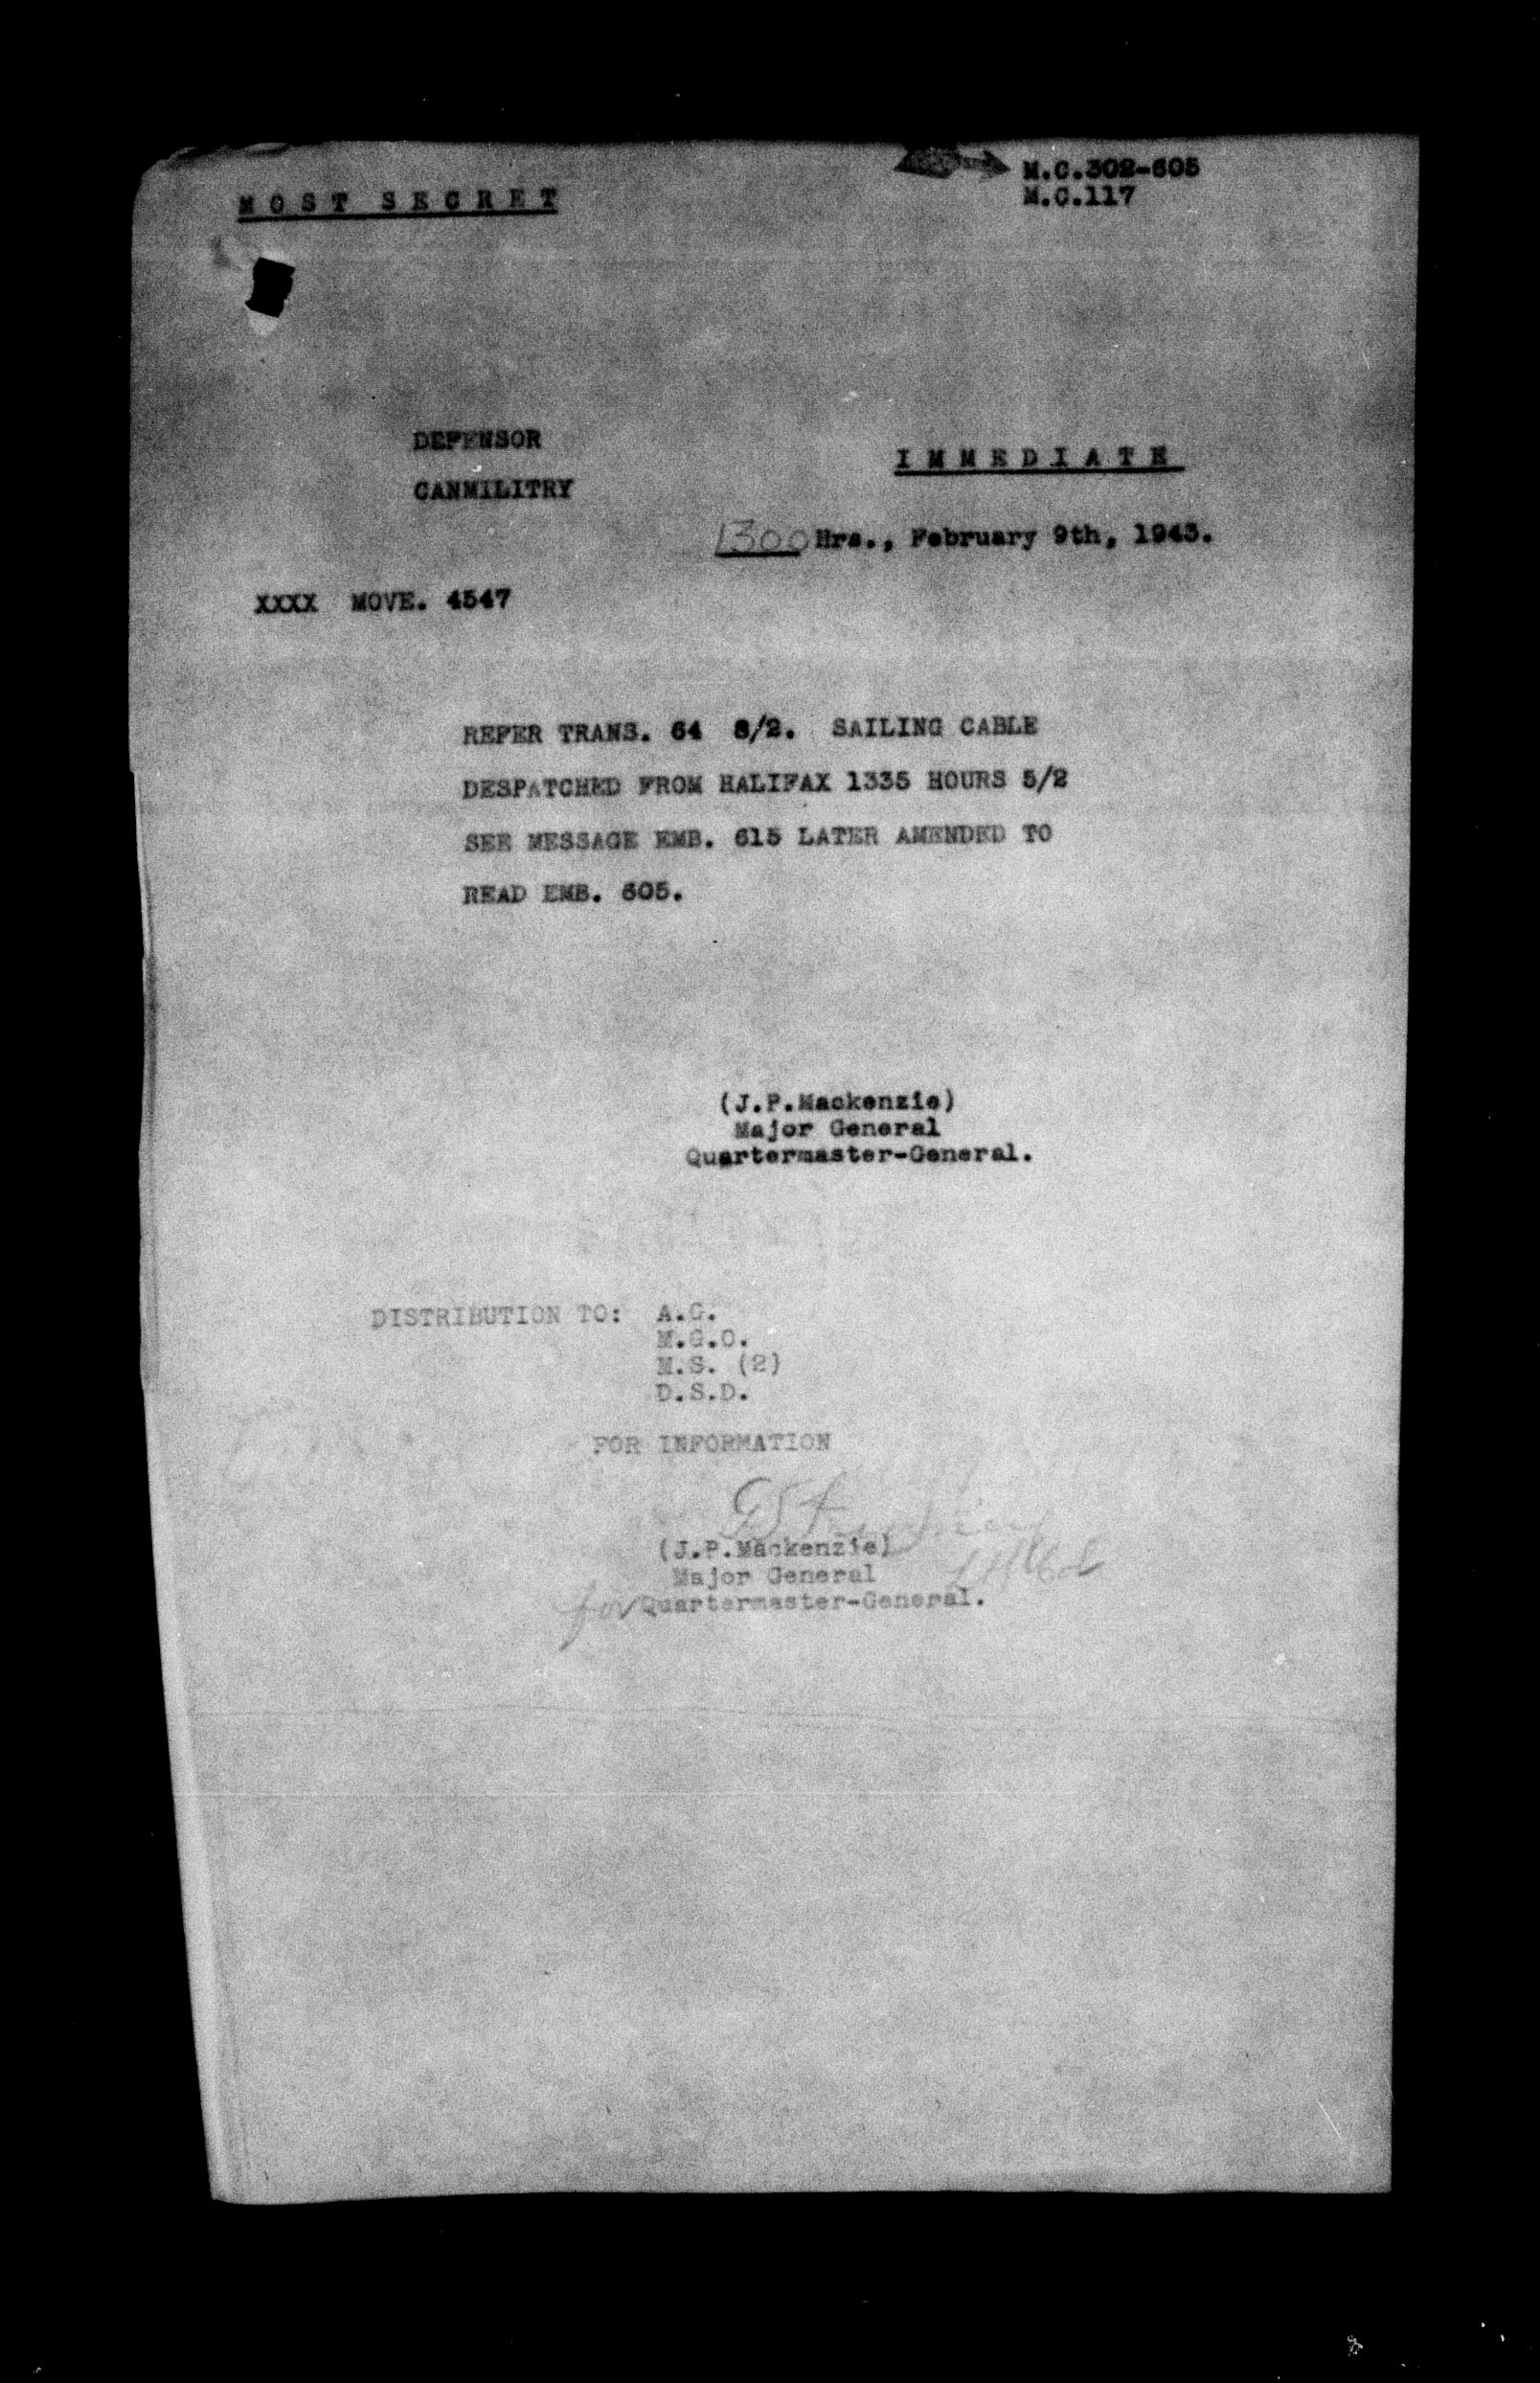 M.C.302-605
M.C.117
MOST SECRET
DEFENSOR
CANMILITRY
IMMEDIATE
1300 Hrs., February 9th, 1943.
XXXX MOVE. 4547
REFER TRANS. 64 8/2. SAILING CABLE
DESPATCHED FROM HALIFAX 1335 HOURS 5/2
SEE MESSAGE EMB. 615 LATER AMENDED TO
READ EMB. 605.
(J.P.Mackenzie)
Major General
Quartermaster-General.
DISTRIBUTION TO: A.G.
M.G.O.
M.S. (2)
D.S.D.
FOR INFORMATION
(J.P.Mackenzie)
Major General
for Quartermaster-General.